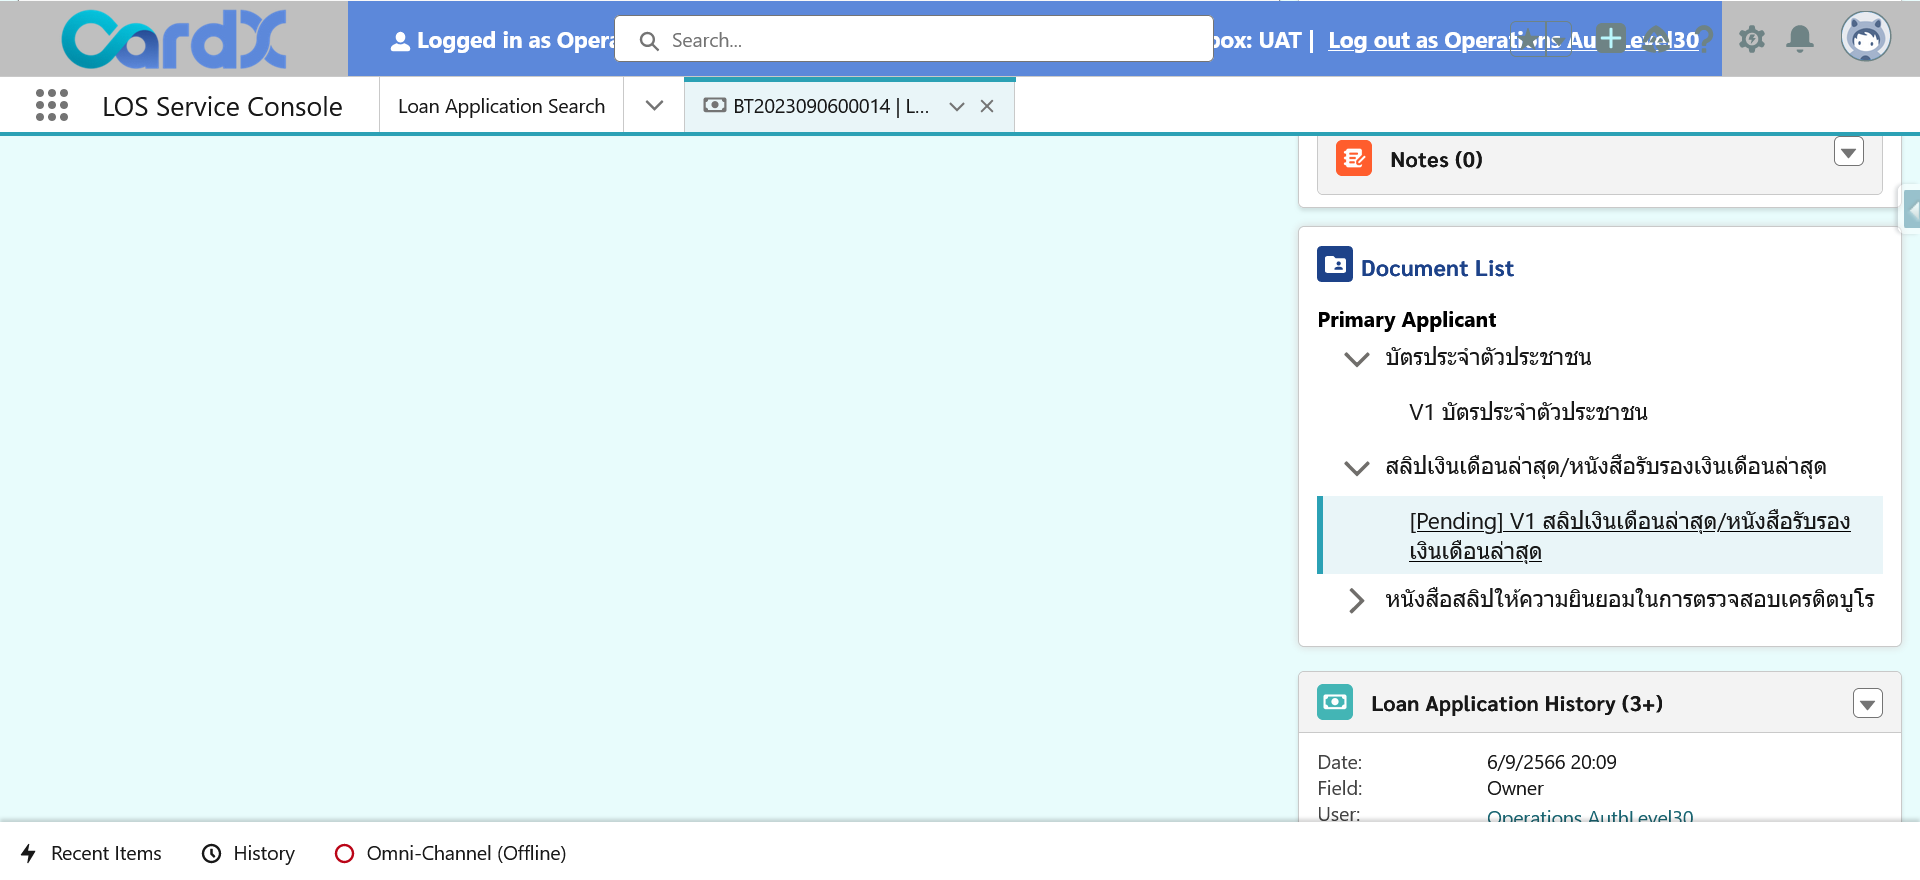 CardX
Logged in as Opera
Search...
box: UAT | Log out as Operations AuthLevel30
LOS Service Console
Loan Application Search
BT2023090600014 | L...
Notes (0)
Document List
Primary Applicant
บัตรประจำตัวประชาชน
V1 บัตรประจำตัวประชาชน
สลิปเงินเดือนล่าสุด/หนังสือรับรองเงินเดือนล่าสุด
[Pending] V1 สลิปเงินเดือนล่าสุด/หนังสือรับรอง
เงินเดือนล่าสุด
หนังสือสลิปให้ความยินยอมในการตรวจสอบเครดิตบูโร
Loan Application History (3+)
Date: 6/9/2566 20:09
Field: Owner
User: Operations AuthLevel30
Recent Items
History
Omni-Channel (Offline)